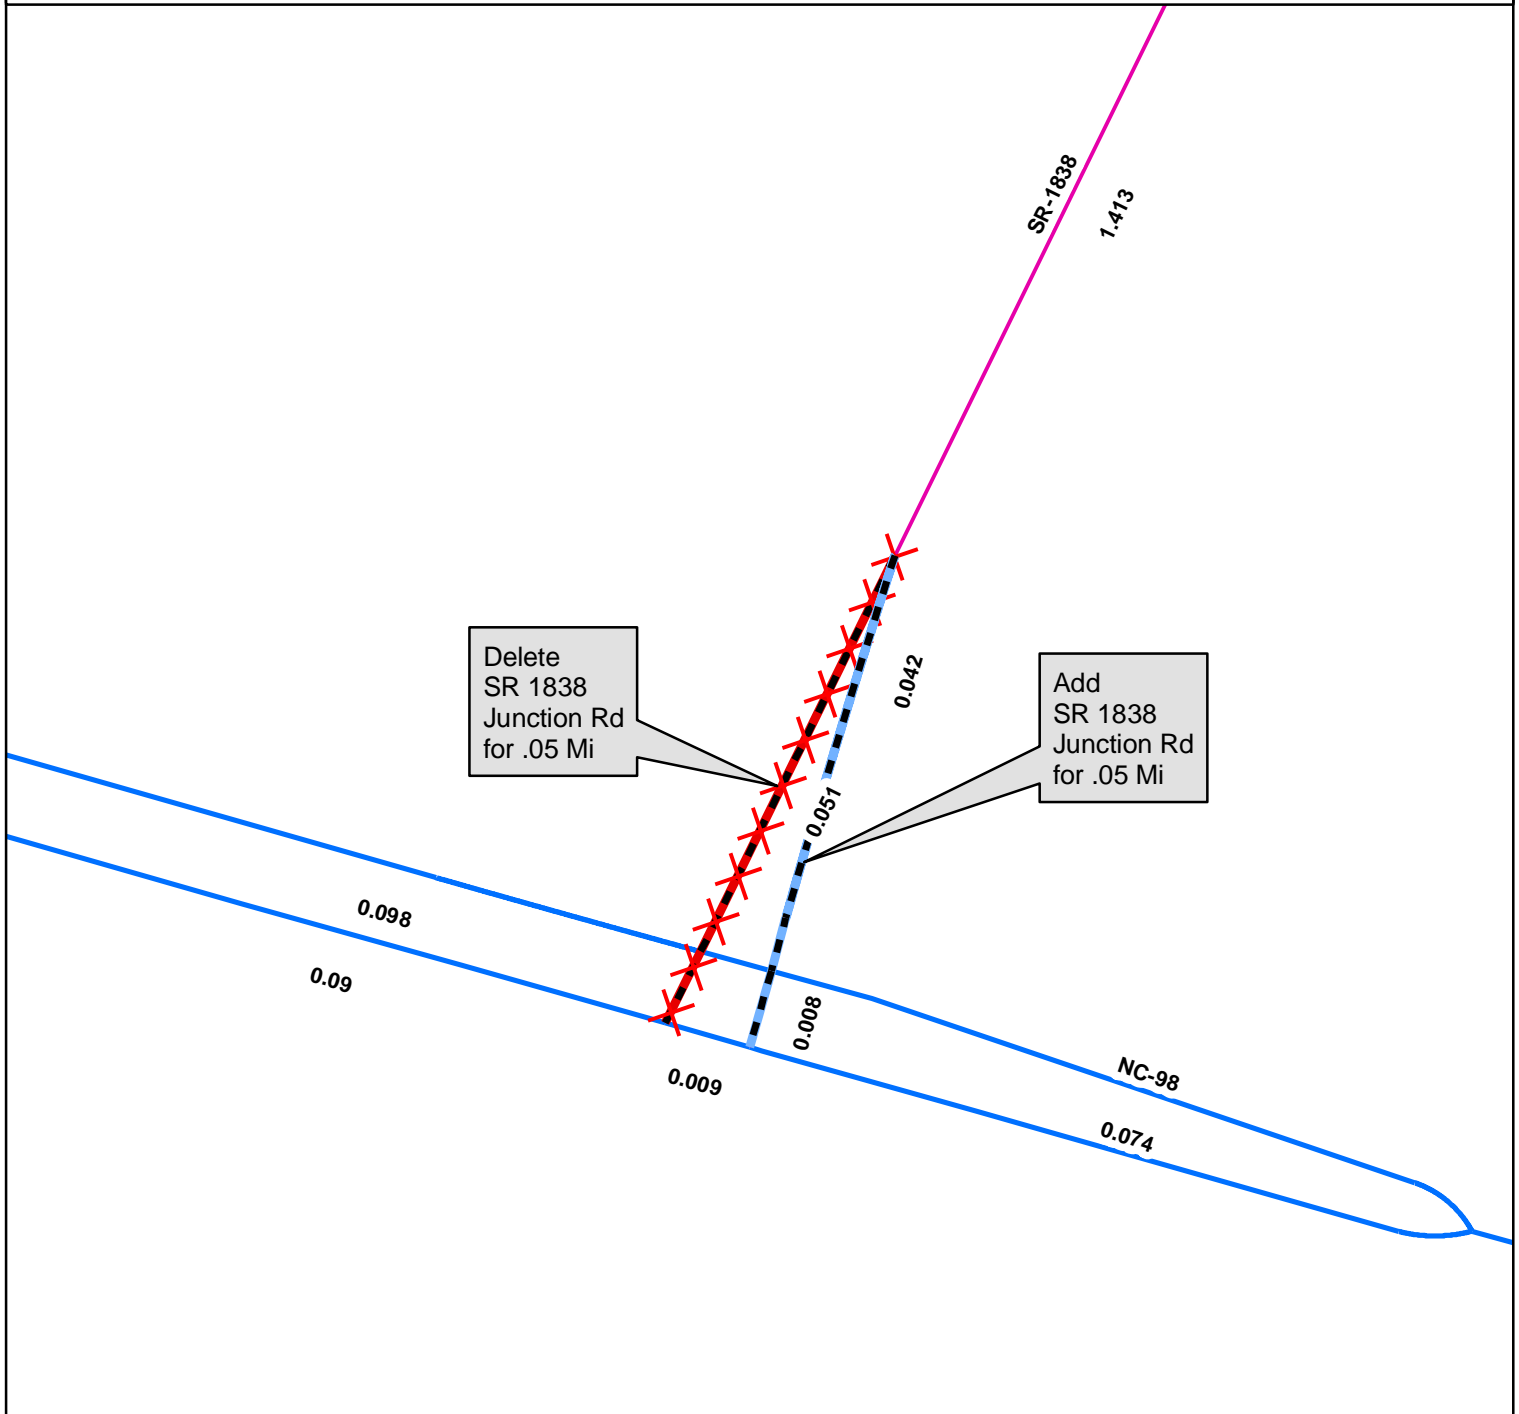 SR-1838
1.413
Delete
SR 1838
Junction Rd
for .05 Mi
0.042
Add
SR 1838
Junction Rd
for .05 Mi
0.051
0.098
0.09
0.008
0.009
NC-98
0.074